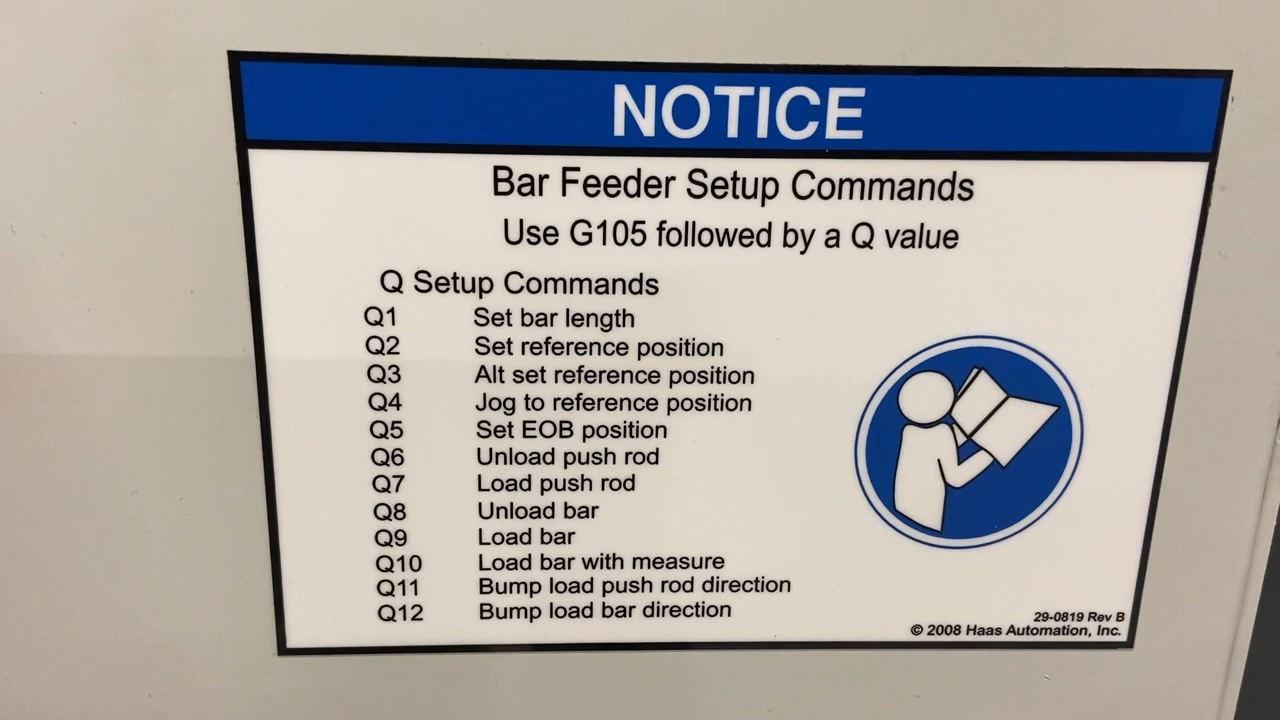 NOTICE
Bar Feeder Setup Commands
Use G105 followed by a Q value
Q Setup Commands
Q1 Set bar length
Q2 Set reference position
Q3 Alt set reference position
Q4 Jog to reference position
Q5 Set EOB position
Q6 Unload push rod
Q7 Load push rod
Q8 Unload bar
Q9 Load bar
Q10 Load bar with measure
Q11 Bump load push rod direction
Q12 Bump load bar direction
29-0819 Rev B
© 2008 Haas Automation, Inc.